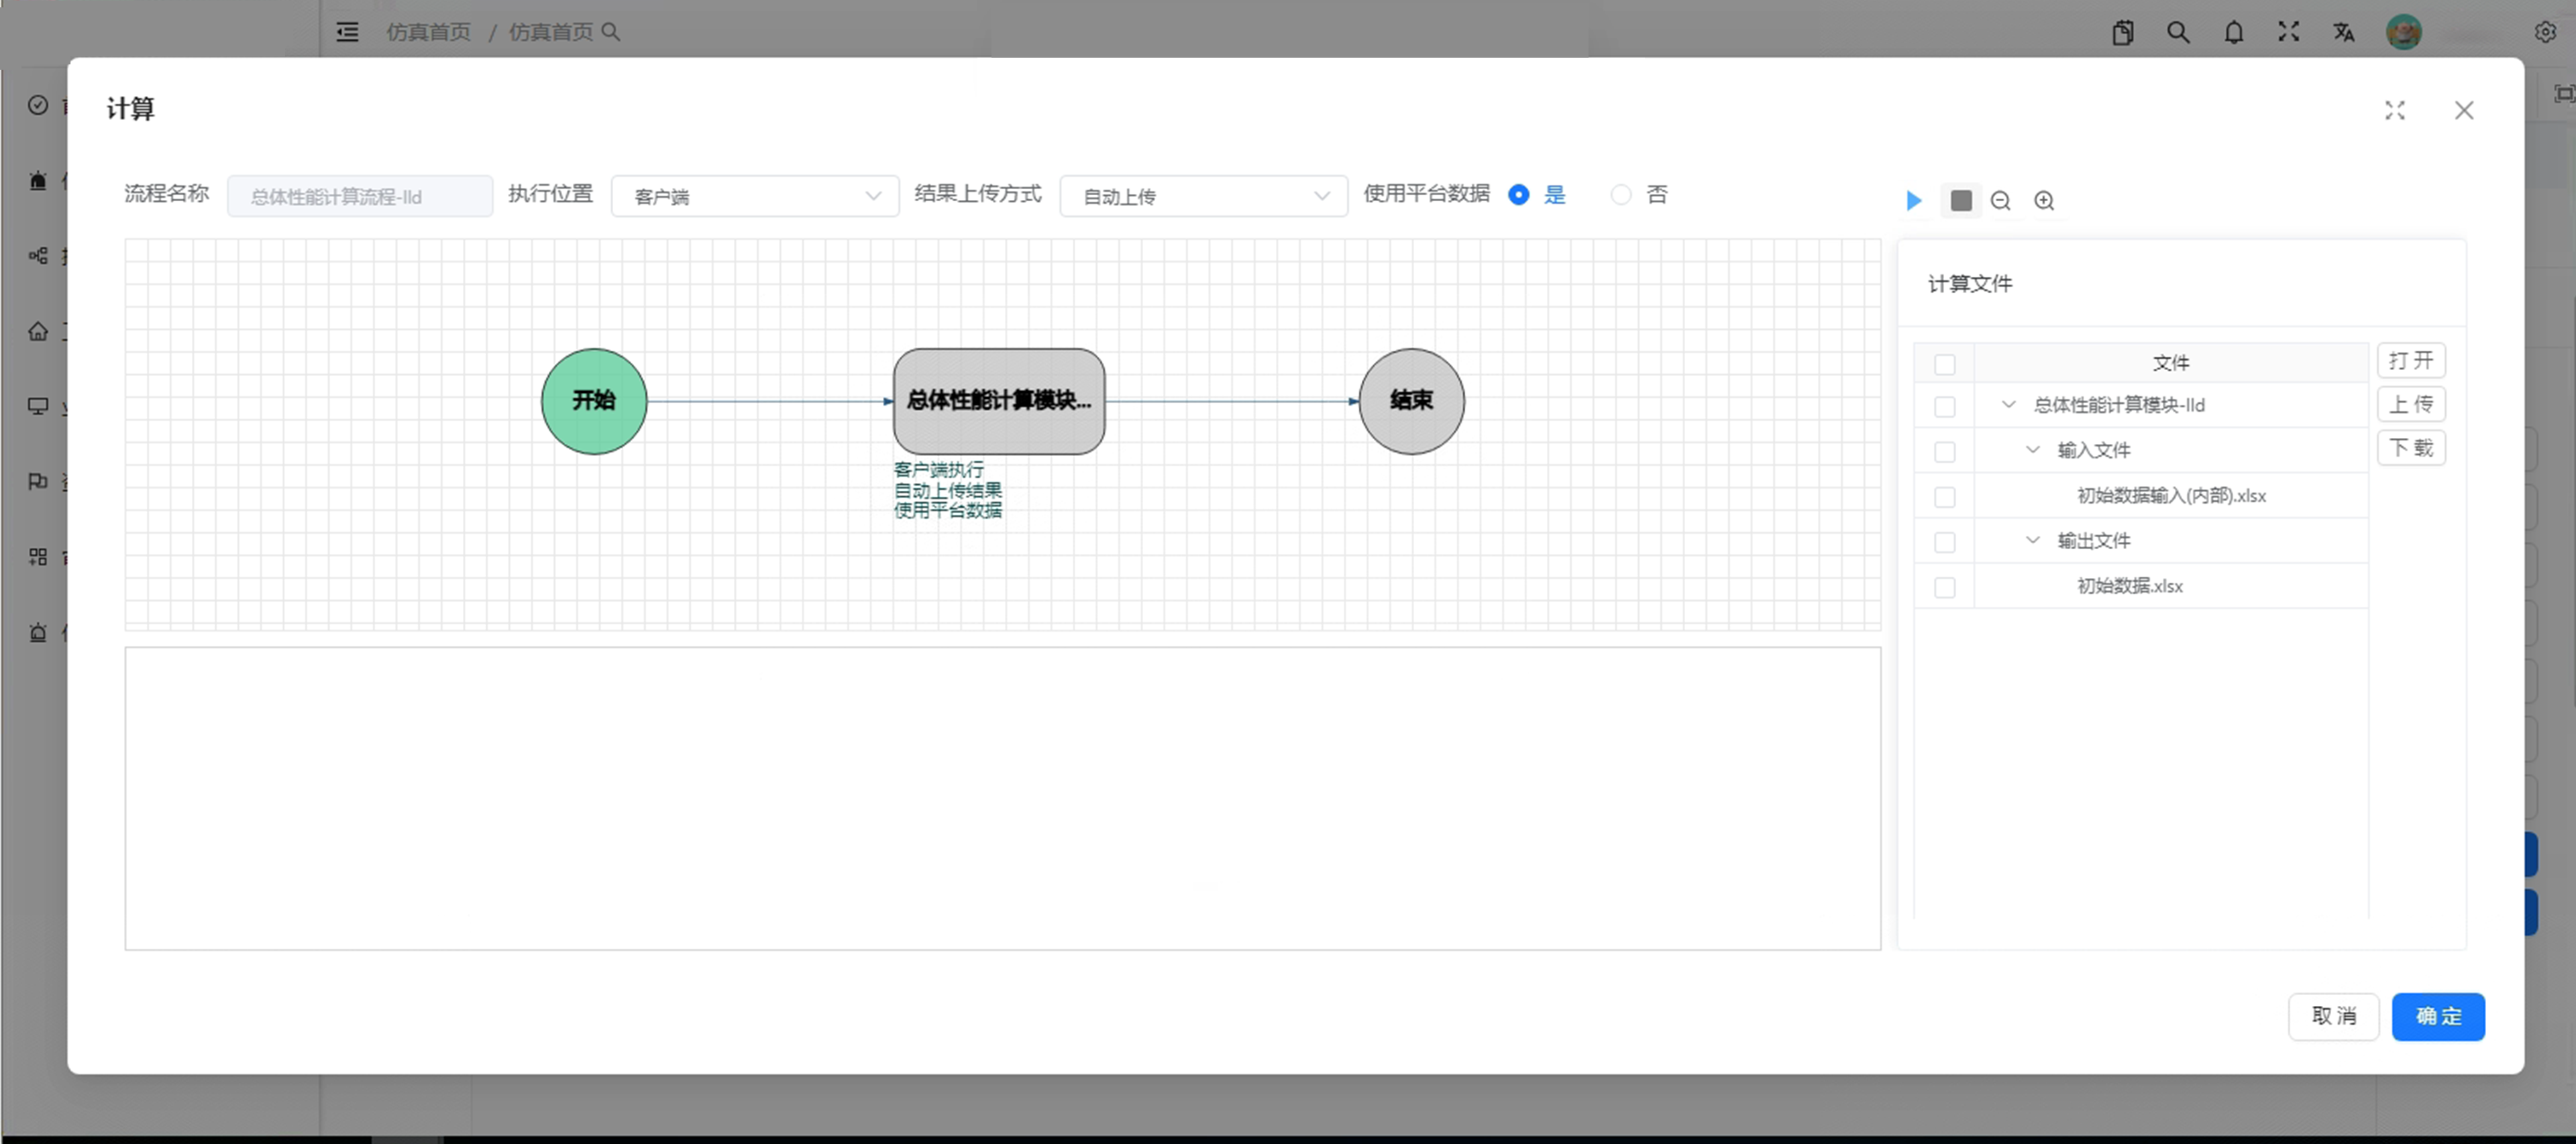 仿真首页 / 仿真首页
计算
流程名称 总体性能计算流程-lld 执行位置 客户端 结果上传方式 自动上传 使用平台数据 是 否
计算文件
开始
总体性能计算模块...
结束
客户端执行
自动上传结果
使用平台数据
文件
打开
总体性能计算模块-lld
上传
输入文件
下载
初始数据输入(内部).xlsx
输出文件
初始数据.xlsx
取消
确定